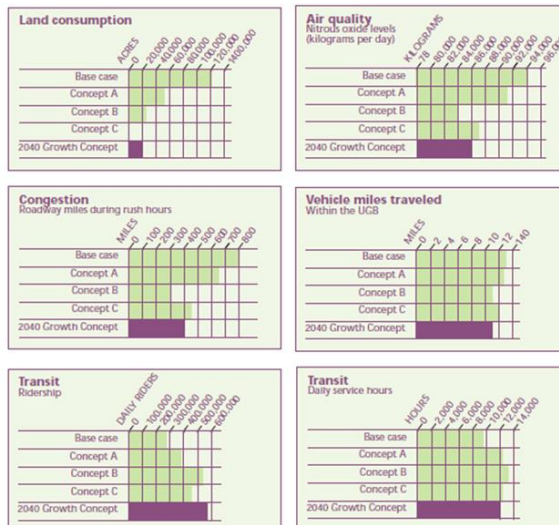 Land consumption
ACRES
0
20,000
40,000
60,000
80,000
100,000
120,000
1400,000
Base case
Concept A
Concept B
Concept C
2040 Growth Concept
Air quality
Nitrous oxide levels
(kilograms per day)
KILOGRAMS
78
80,000
82,000
84,000
86,000
88,000
90,000
92,000
94,000
96,000
Base case
Concept A
Concept B
Concept C
2040 Growth Concept
Congestion
Roadway miles during rush hours
MILES
0
100
200
300
400
500
600
700
800
Base case
Concept A
Concept B
Concept C
2040 Growth Concept
Vehicle miles traveled
Within the UGB
MILES
0
2
4
6
8
10
12
140
Base case
Concept A
Concept B
Concept C
2040 Growth Concept
Transit
Ridership
DAILY RIDERS
0
100,000
200,000
300,000
400,000
500,000
600,000
Base case
Concept A
Concept B
Concept C
2040 Growth Concept
Transit
Daily service hours
HOURS
0
2,000
4,000
6,000
8,000
10,000
12,000
14,000
Base case
Concept A
Concept B
Concept C
2040 Growth Concept